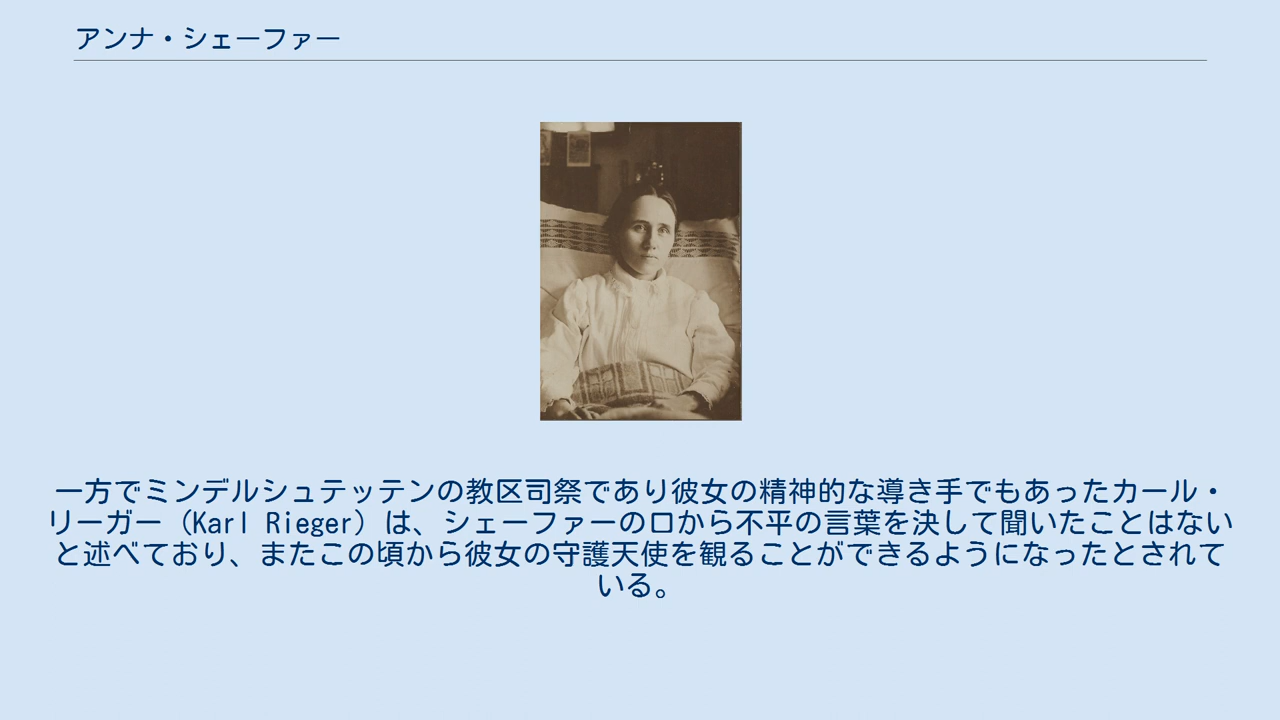 アンナ・シェーファー
一方でミンデルシュテッテンの教区司祭であり彼女の精神的な導き手でもあったカール・
リーガー（Karl Rieger）は、シェーファーの口から不平の言葉を決して聞いたことはない
と述べており、またこの頃から彼女の守護天使を観ることができるようになったとされて
いる。